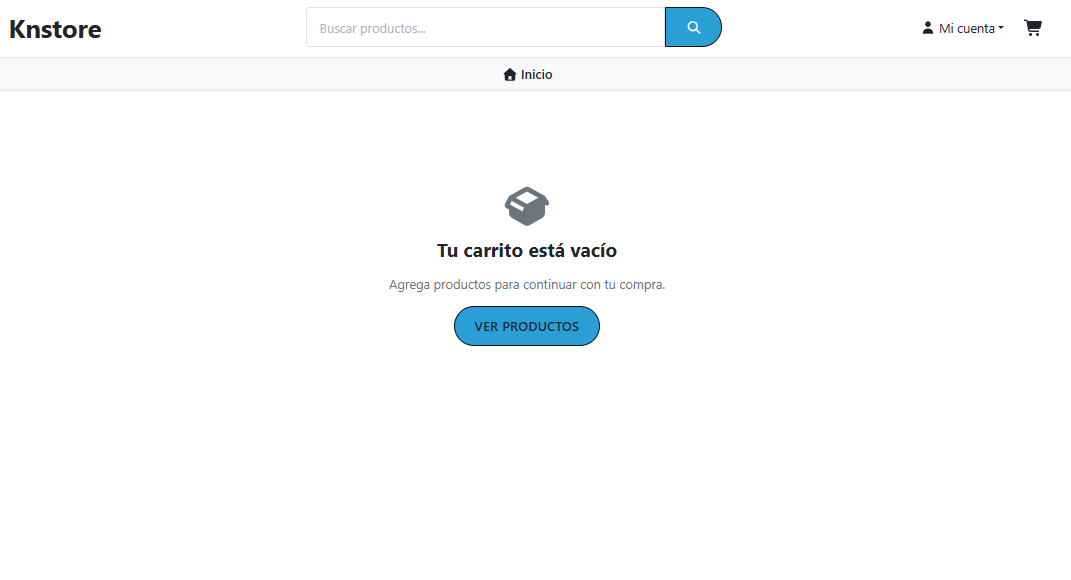 Knstore
Buscar productos...
Mi cuenta
Inicio
Tu carrito está vacío
Agrega productos para continuar con tu compra.
VER PRODUCTOS